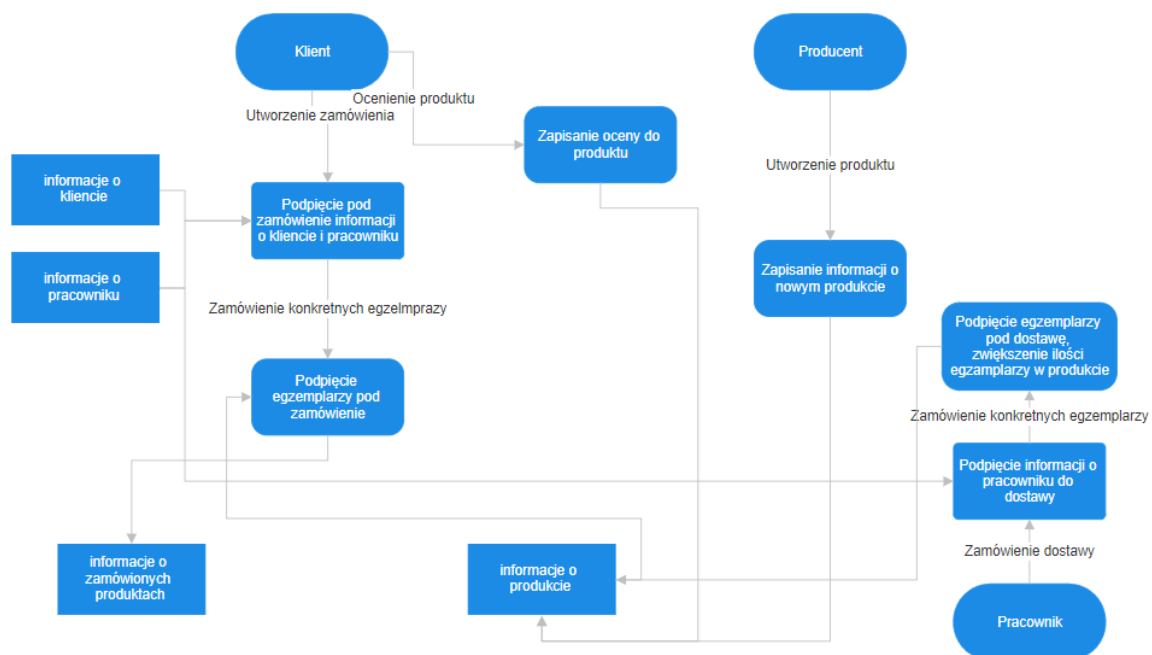 Klient
Producent
Ocenienie produktu
Utworzenie zamówienia
Zapisanie oceny do
produktu
Utworzenie produktu
informacje o
kliencie
Podpięcie pod
zamówienie informacji
o kliencie i pracowniku
informacje o
pracowniku
Zapisanie informacji o
nowym produkcie
Zamówienie konkretnych egzelmprazy
Podpięcie egzemplarzy
pod dostawę,
zwiększenie ilości
egzamplarzy w produkcie
Podpięcie
egzemplarzy pod
zamówienie
Zamówienie konkretnych egzemplarzy
Podpięcie informacji o
pracowniku do
dostawy
Zamówienie dostawy
informacje o
zamówionych
produktach
informacje o
produkcie
Pracownik